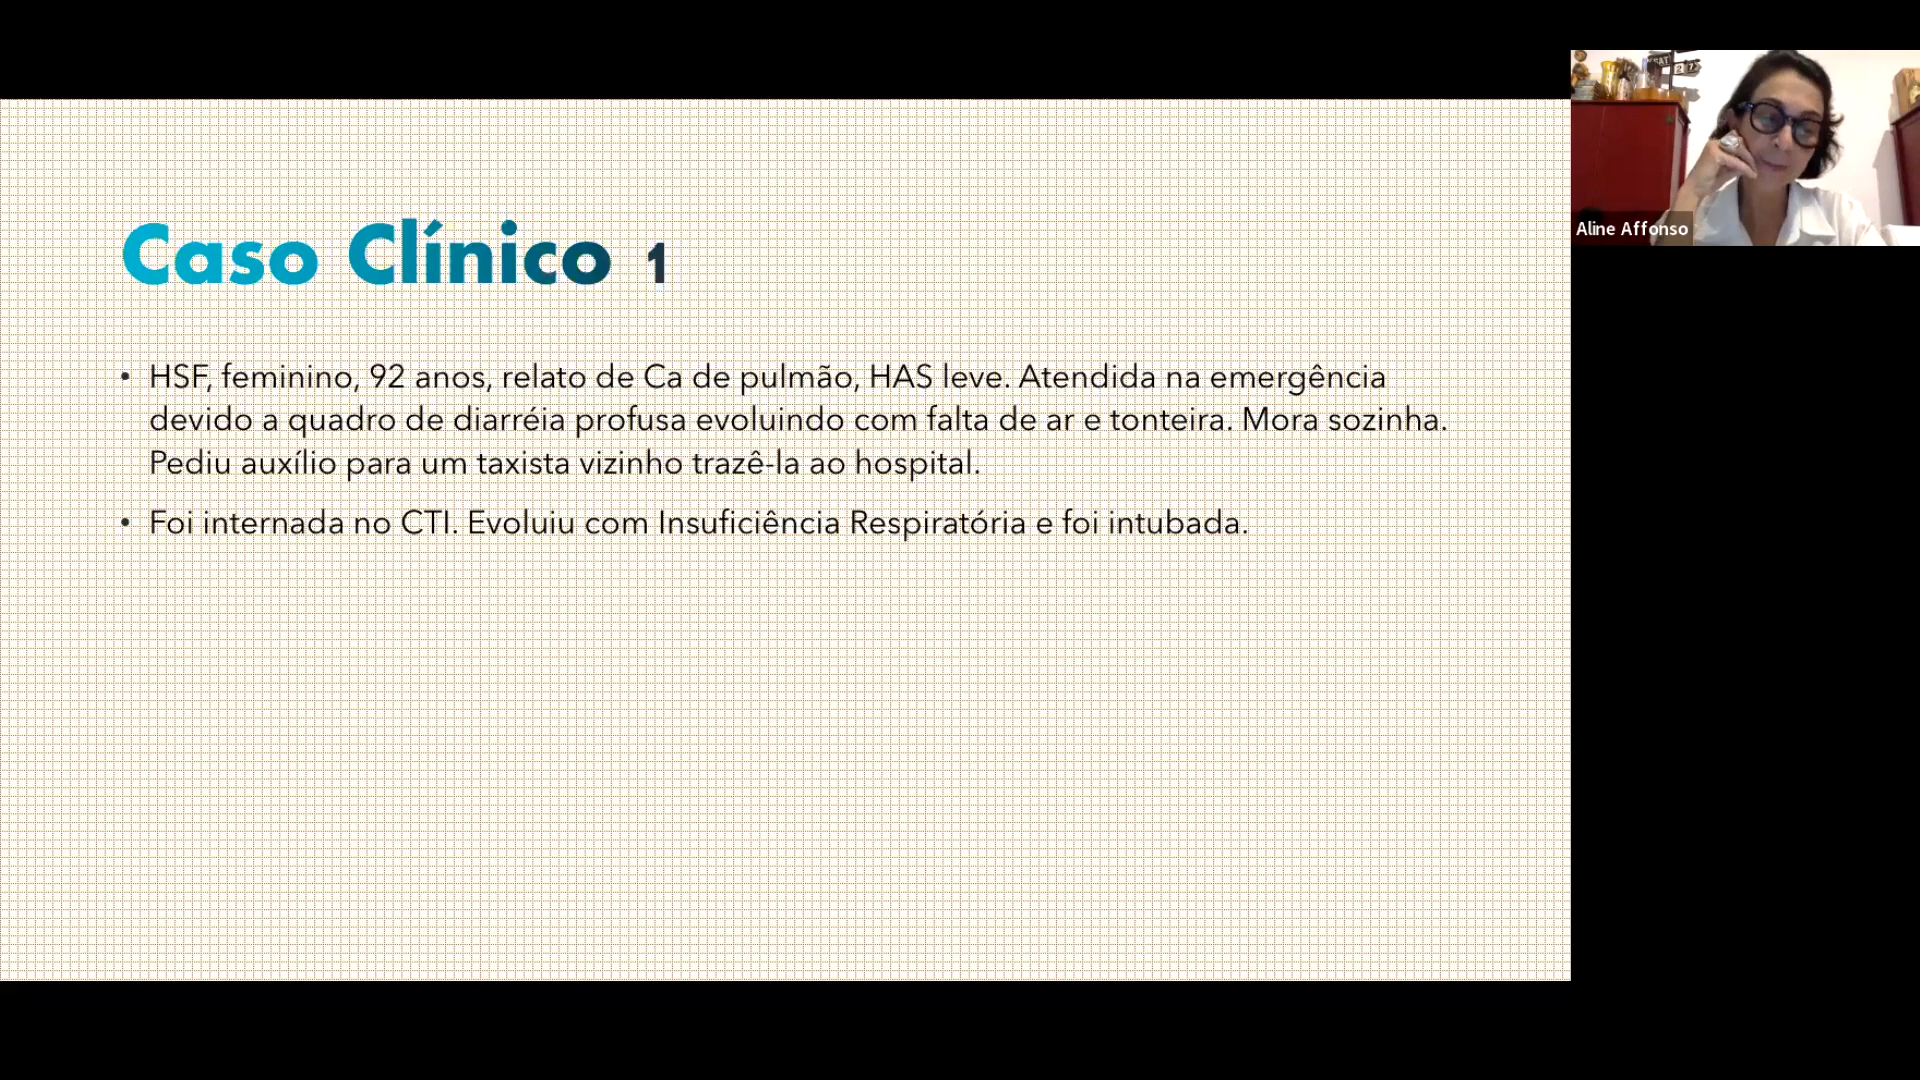 Caso Clínico 1
• HSF, feminino, 92 anos, relato de Ca de pulmão, HAS leve. Atendida na emergência
devido a quadro de diarréia profusa evoluindo com falta de ar e tonteira. Mora sozinha.
Pediu auxílio para um taxista vizinho trazê-la ao hospital.
• Foi internada no CTI. Evoluiu com Insuficiência Respiratória e foi intubada.
SAT
27
Aline Affonso